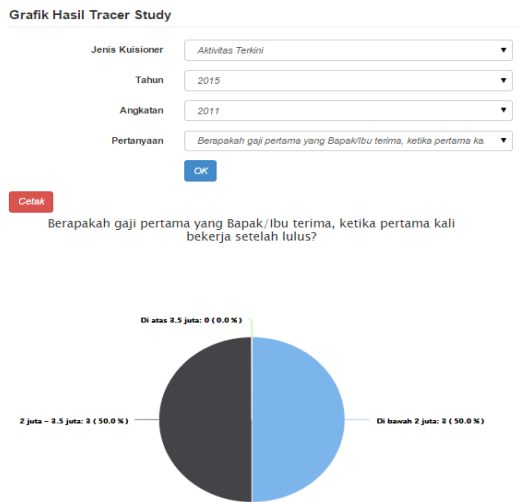 Grafik Hasil Tracer Study
Jenis Kuisioner Aktivitas Terkini
Tahun 2015
Angkatan 2011
Pertanyaan Berapakah gaji pertama yang Bapak/Ibu terima, ketika pertama ka
OK
Cetak
Berapakah gaji pertama yang Bapak/Ibu terima, ketika pertama kali
bekerja setelah lulus?
Di atas 3.5 juta: 0 ( 0.0 % )
2 juta – 3.5 juta: 3 ( 50.0 % )
Di bawah 2 juta: 3 ( 50.0 % )